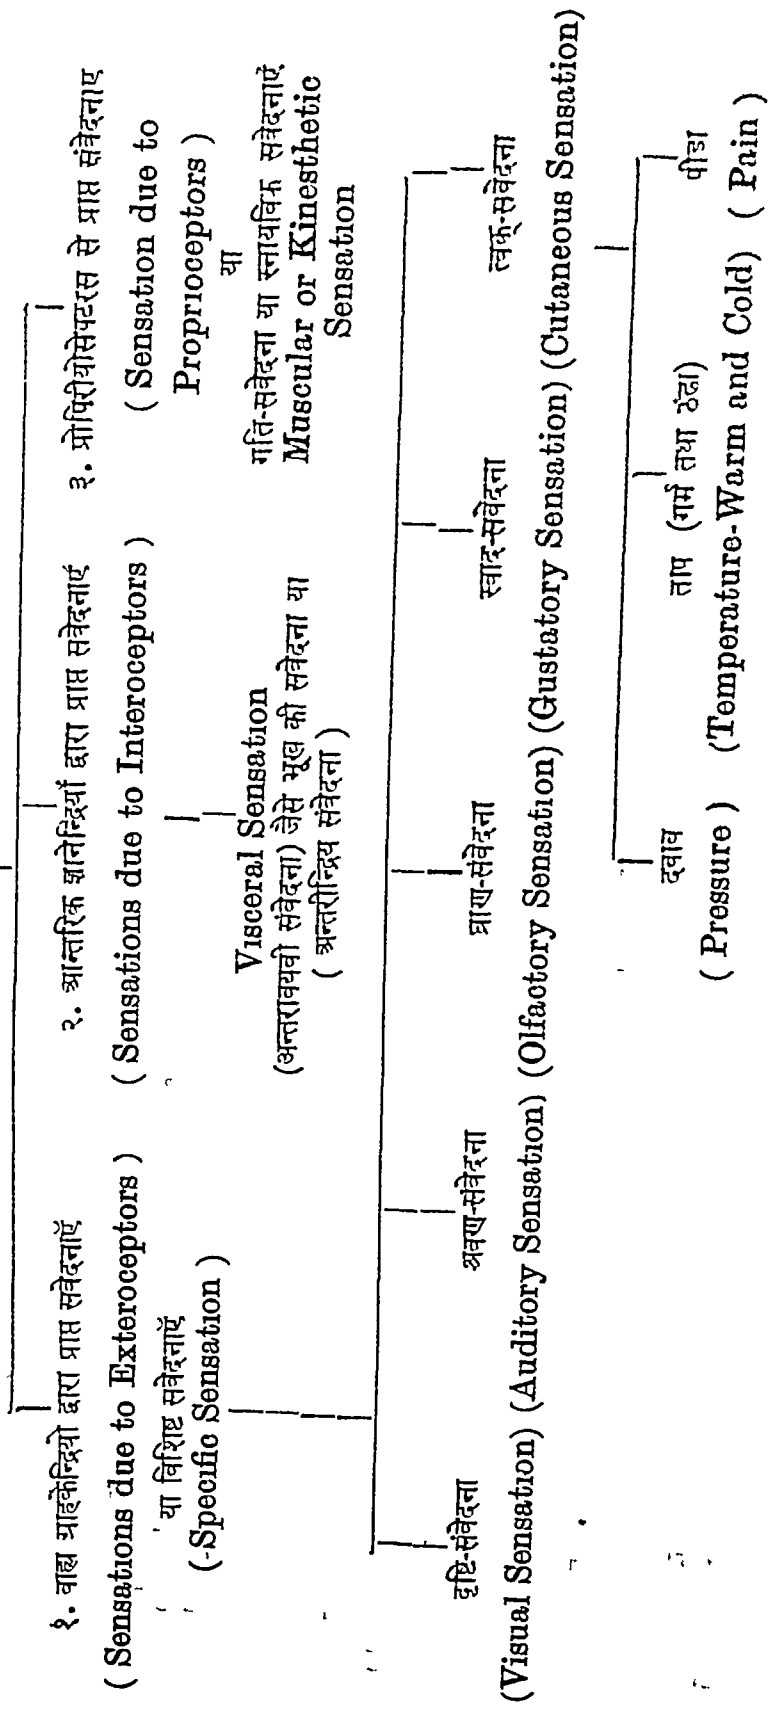 १. वाह्य ग्राहकेन्द्रियो द्वारा प्राप्त संवेदनाएँ
( Sensations due to Exteroceptors )
या विशिष्ट संवेदनाएँ
(-Specific Sensation )
२. आन्तरिक ज्ञानेन्द्रियों द्वारा प्राप्त संवेदनाएं
( Sensations due to Interoceptors )
Visceral Sensation
(अन्तरावयवी संवेदना) जैसे भूख की संवेदना या
( अन्तरीन्द्रिय संवेदना )
३. प्रोपिरीयोसेपटरस से प्राप्त संवेदनाए
( Sensation due to
Proprioceptors )
या
गति-संवेदना या स्नायविक संवेदनाएं
Muscular or Kinesthetic
Sensation
दृष्टि-संवेदना श्रवण-संवेदना घ्राण-संवेदना स्वाद-संवेदना त्वक्-संवेदना
(Visual Sensation) (Auditory Sensation) (Olfactory Sensation) (Gustatory Sensation) (Cutaneous Sensation)
दवाव ताप (गर्म तथा ठंढा) पीडा
( Pressure ) (Temperature-Warm and Cold) ( Pain )